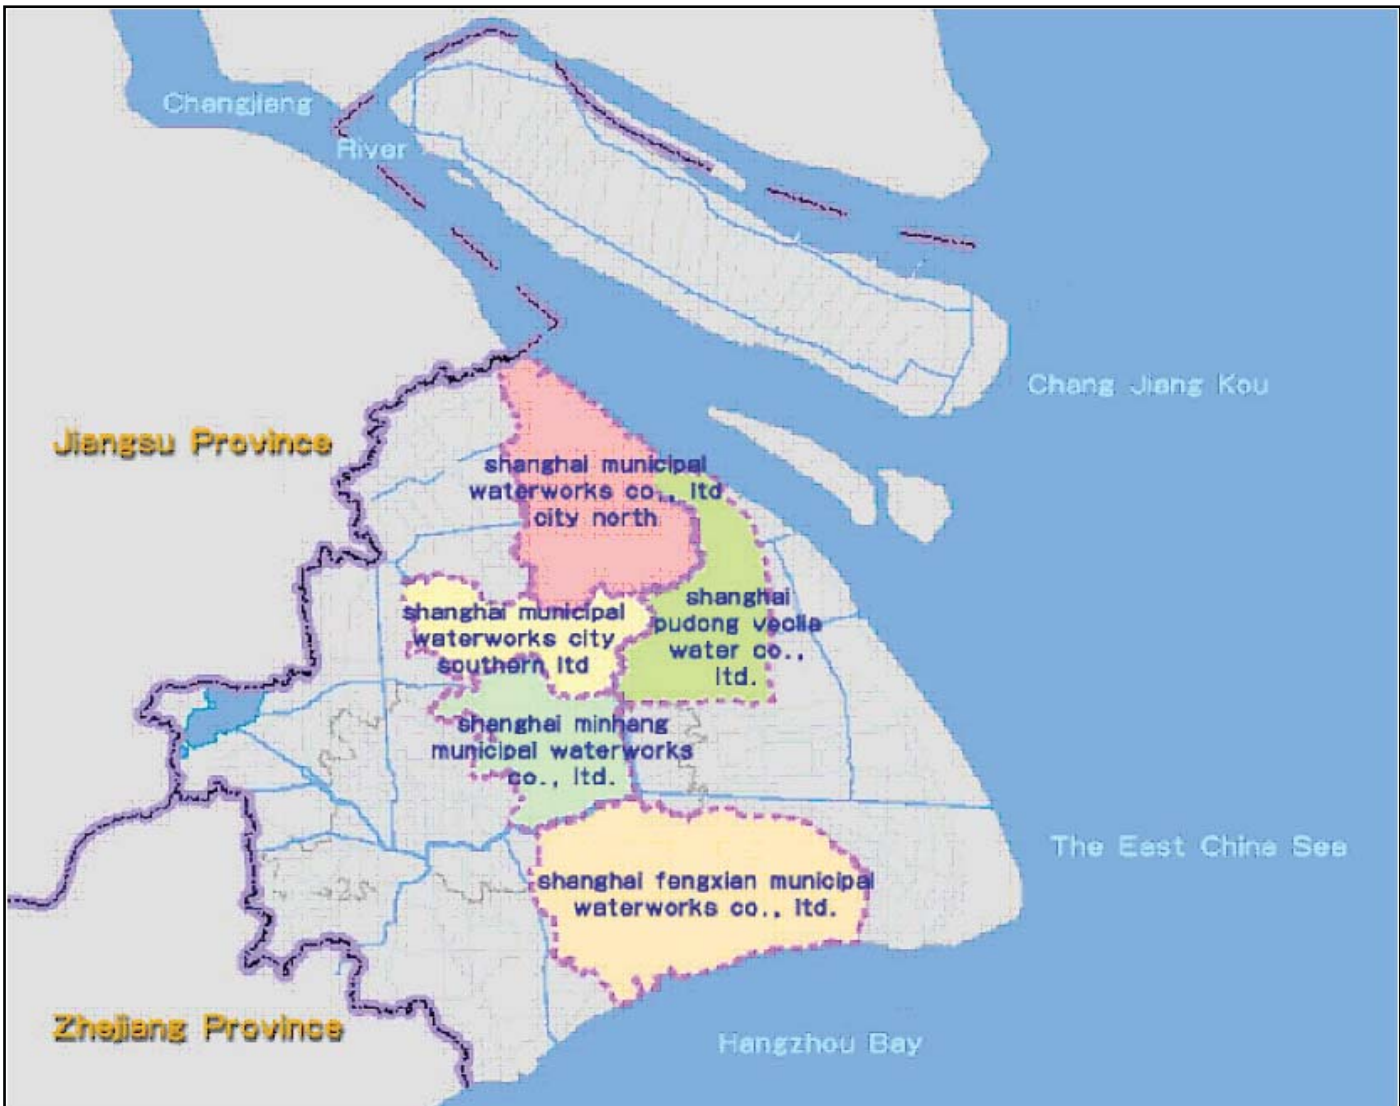 Changjiang
River
Chang Jiang Kou
Jiangsu Province
shanghai municipal
waterworks co., ltd
city north
shanghai
pudong veolia
water co.,
ltd.
shanghai municipal
waterworks city
southern ltd
shanghai minhang
municipal waterworks
co., ltd.
The East China See
shanghai fengxian municipal
waterworks co., ltd.
Zhejiang Province
Hangzhou Bay